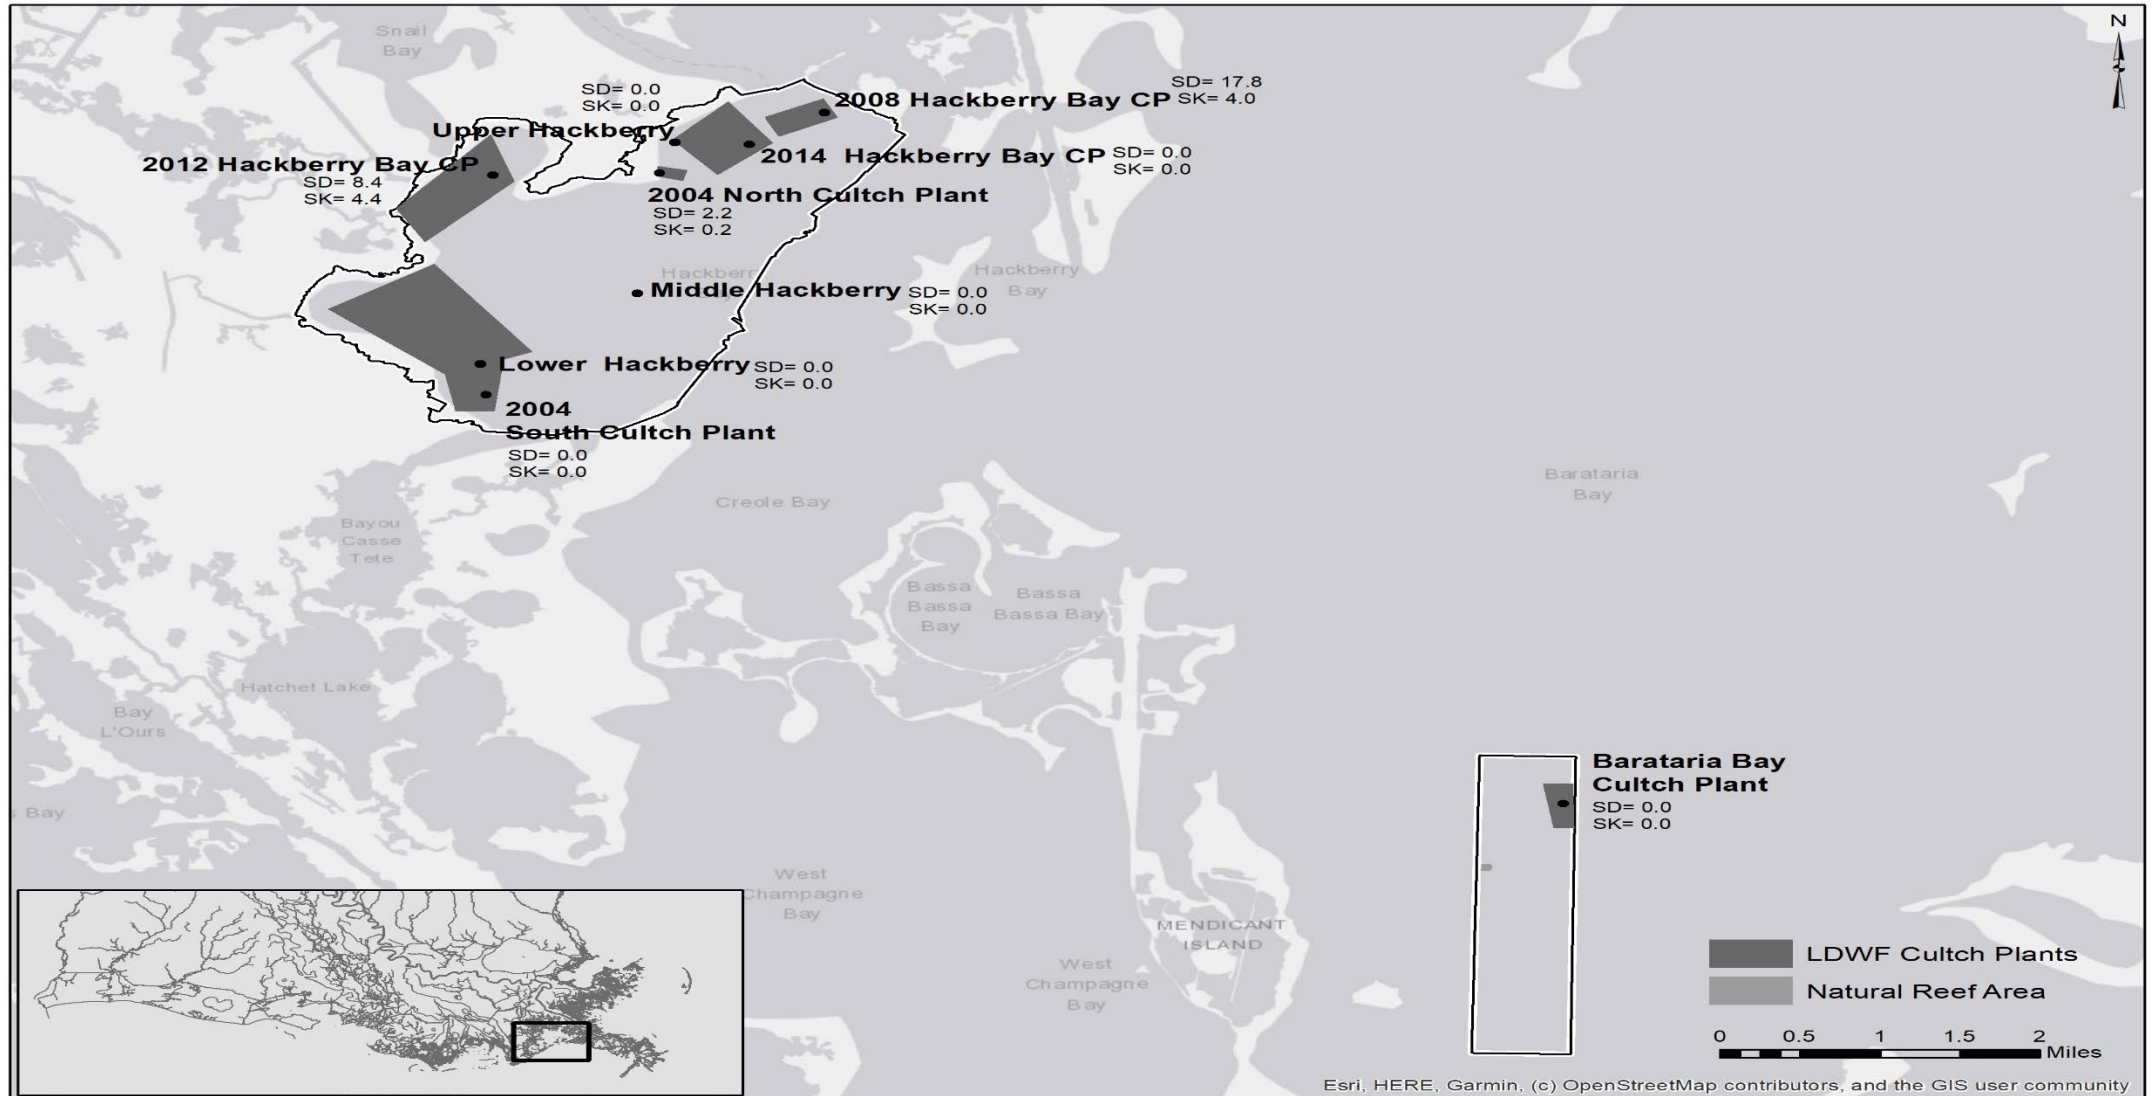 N
Snail
Bay
SD= 0.0
SK= 0.0
SD= 17.8
SK= 4.0
2008 Hackberry Bay CP
Upper Hackberry
2014  Hackberry Bay CP
SD= 0.0
SK= 0.0
2012 Hackberry Bay CP
SD= 8.4
SK= 4.4
2004 North Cultch Plant
SD= 2.2
SK= 0.2
Hackberry
Bay
Hackberry
Bay
Middle Hackberry
SD= 0.0
SK= 0.0
Lower  Hackberry
SD= 0.0
SK= 0.0
2004
South Cultch Plant
SD= 0.0
SK= 0.0
Creole Bay
Barataria
Bay
Bayou
Casse
Tete
Bassa
Bassa
Bay
Bassa
Bassa Bay
Hatchet Lake
Bay
L'Ours
Barataria Bay
Cultch Plant
SD= 0.0
SK= 0.0
s Bay
West
Champagne
Bay
MENDICANT
ISLAND
West
Champagne
Bay
LDWF Cultch Plants
Natural Reef Area
0 0.5 1 1.5 2
Miles
Esri, HERE, Garmin, (c) OpenStreetMap contributors, and the GIS user community